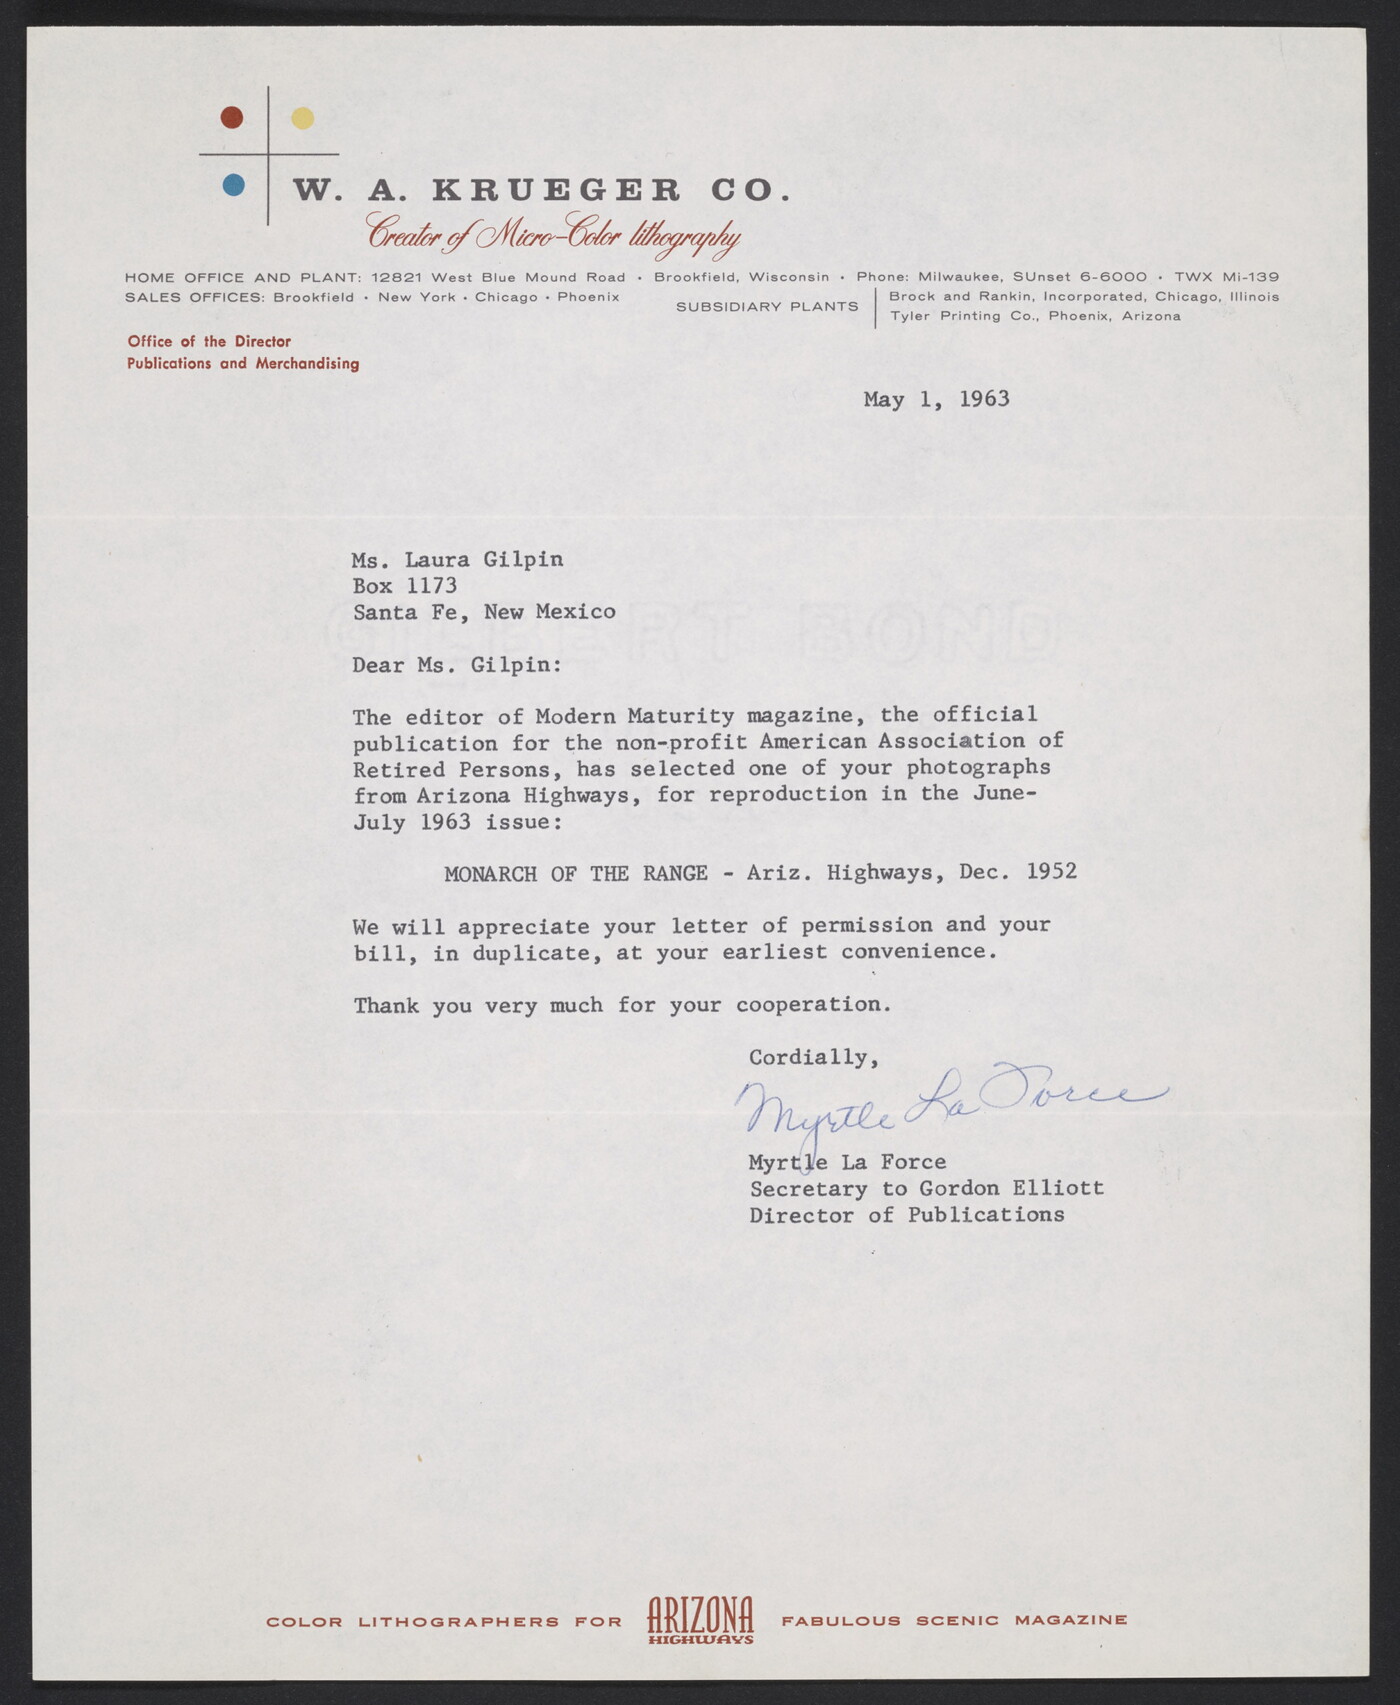 W. A. KRUEGER CO.
Creator of Micro-Color lithography
HOME OFFICE AND PLANT: 12821 West Blue Mound Road • Brookfield, Wisconsin • Phone: Milwaukee, SUnset 6-6000 • TWX Mi-139
SALES OFFICES: Brookfield • New York • Chicago • Phoenix
SUBSIDIARY PLANTS
Brock and Rankin, Incorporated, Chicago, Illinois
Tyler Printing Co., Phoenix, Arizona
Office of the Director
Publications and Merchandising
May 1, 1963
Ms. Laura Gilpin
Box 1173
Santa Fe, New Mexico
Dear Ms. Gilpin:
The editor of Modern Maturity magazine, the official
publication for the non-profit American Association of
Retired Persons, has selected one of your photographs
from Arizona Highways, for reproduction in the June-
July 1963 issue:
MONARCH OF THE RANGE - Ariz. Highways, Dec. 1952
We will appreciate your letter of permission and your
bill, in duplicate, at your earliest convenience.
Thank you very much for your cooperation.
Cordially,
Myrtle La Force
Myrtle La Force
Secretary to Gordon Elliott
Director of Publications
COLOR LITHOGRAPHERS FOR ARIZONA HIGHWAYS FABULOUS SCENIC MAGAZINE